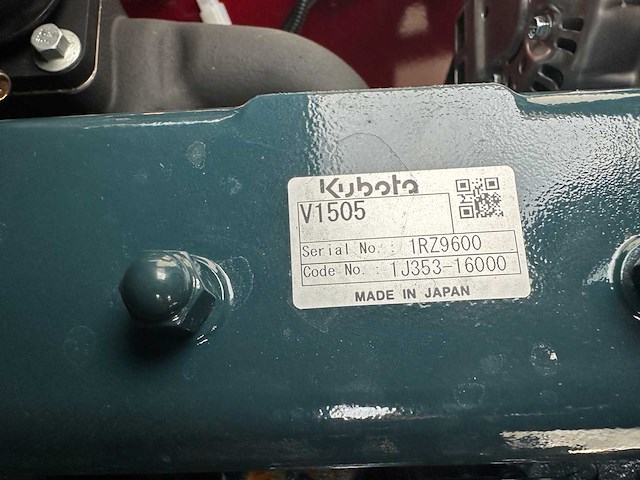 Kubota
V1505
Serial No. : 1RZ9600
Code No. : 1J353-16000
MADE IN JAPAN